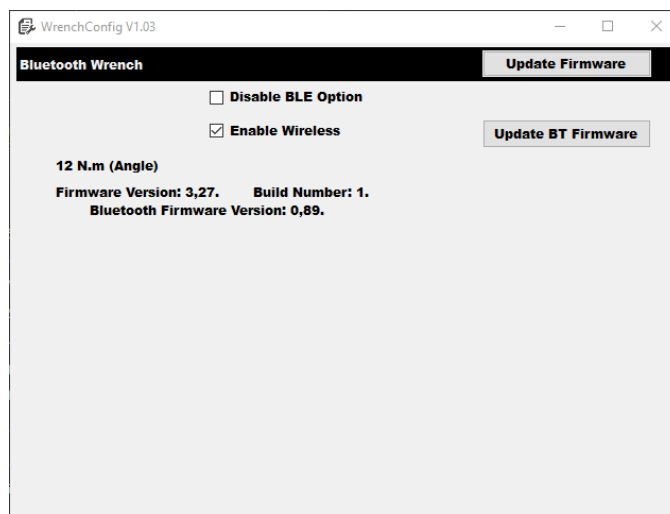 WrenchConfig V1.03
Bluetooth Wrench
Update Firmware
Disable BLE Option
Enable Wireless
Update BT Firmware
12 N.m (Angle)
Firmware Version: 3,27. Build Number: 1.
Bluetooth Firmware Version: 0,89.